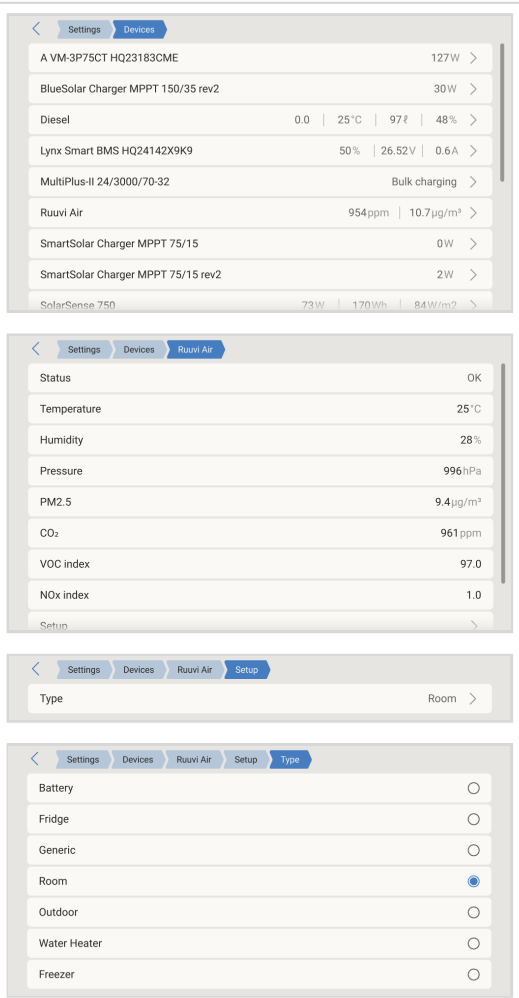 Settings Devices
A VM-3P75CT HQ23183CME 127W
BlueSolar Charger MPPT 150/35 rev2 30W
Diesel 0.0 25°C 97ℓ 48%
Lynx Smart BMS HQ24142X9K9 50% 26.52V 0.6A
MultiPlus-II 24/3000/70-32 Bulk charging
Ruuvi Air 954ppm 10.7µg/m³
SmartSolar Charger MPPT 75/15 0W
SmartSolar Charger MPPT 75/15 rev2 2W
SolarSense 750 73W 170Wh 84W/m2
Settings Devices Ruuvi Air
Status OK
Temperature 25°C
Humidity 28%
Pressure 996hPa
PM2.5 9.4µg/m³
CO₂ 961ppm
VOC index 97.0
NOx index 1.0
Setup
Settings Devices Ruuvi Air Setup
Type Room
Settings Devices Ruuvi Air Setup Type
Battery
Fridge
Generic
Room
Outdoor
Water Heater
Freezer